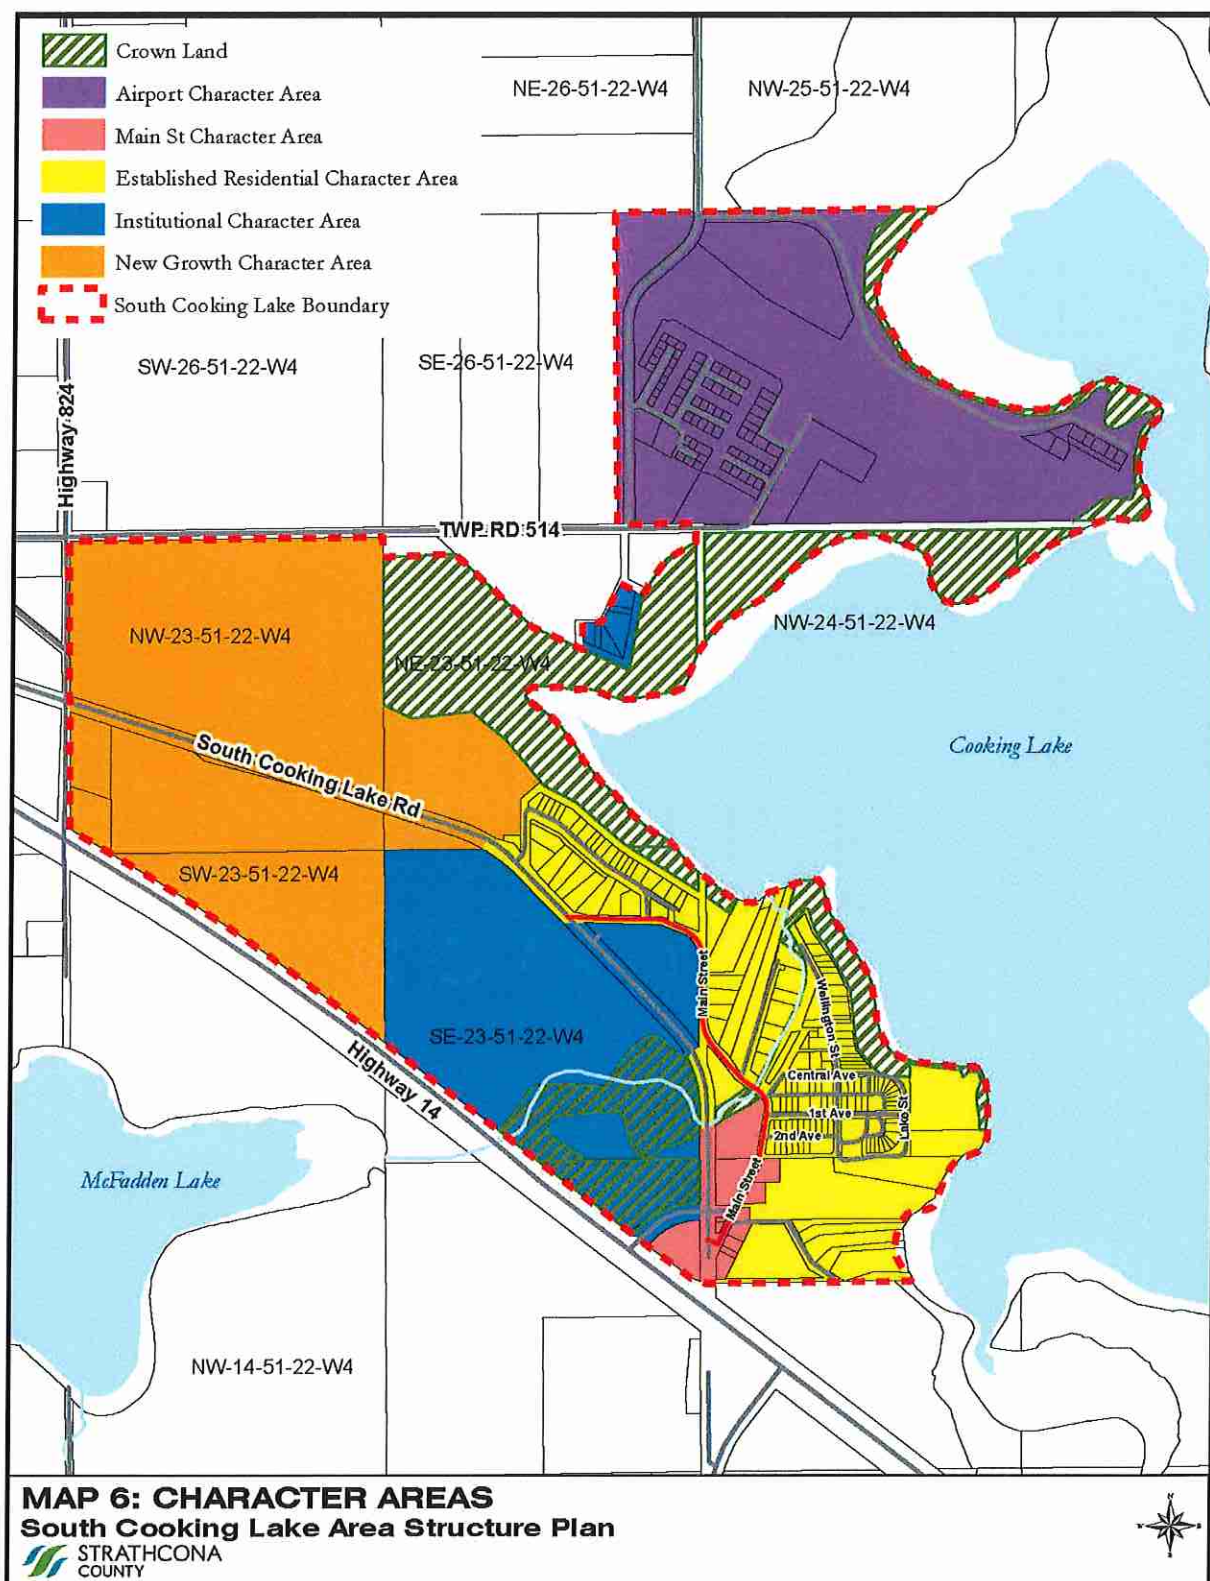 Crown Land
Airport Character Area
Main St Character Area
Established Residential Character Area
Institutional Character Area
New Growth Character Area
South Cooking Lake Boundary
NE-26-51-22-W4
NW-25-51-22-W4
SW-26-51-22-W4
SE-26-51-22-W4
Highway 824
TWP RD 514
NW-23-51-22-W4
NE-23-51-22-W4
NW-24-51-22-W4
South Cooking Lake Rd
Cooking Lake
SW-23-51-22-W4
Main Street
Wellington St
SE-23-51-22-W4
Highway 14
Central Ave
1st Ave
Lake St
2nd Ave
Main Street
McFadden Lake
NW-14-51-22-W4
MAP 6: CHARACTER AREAS
South Cooking Lake Area Structure Plan
STRATHCONA
COUNTY
N